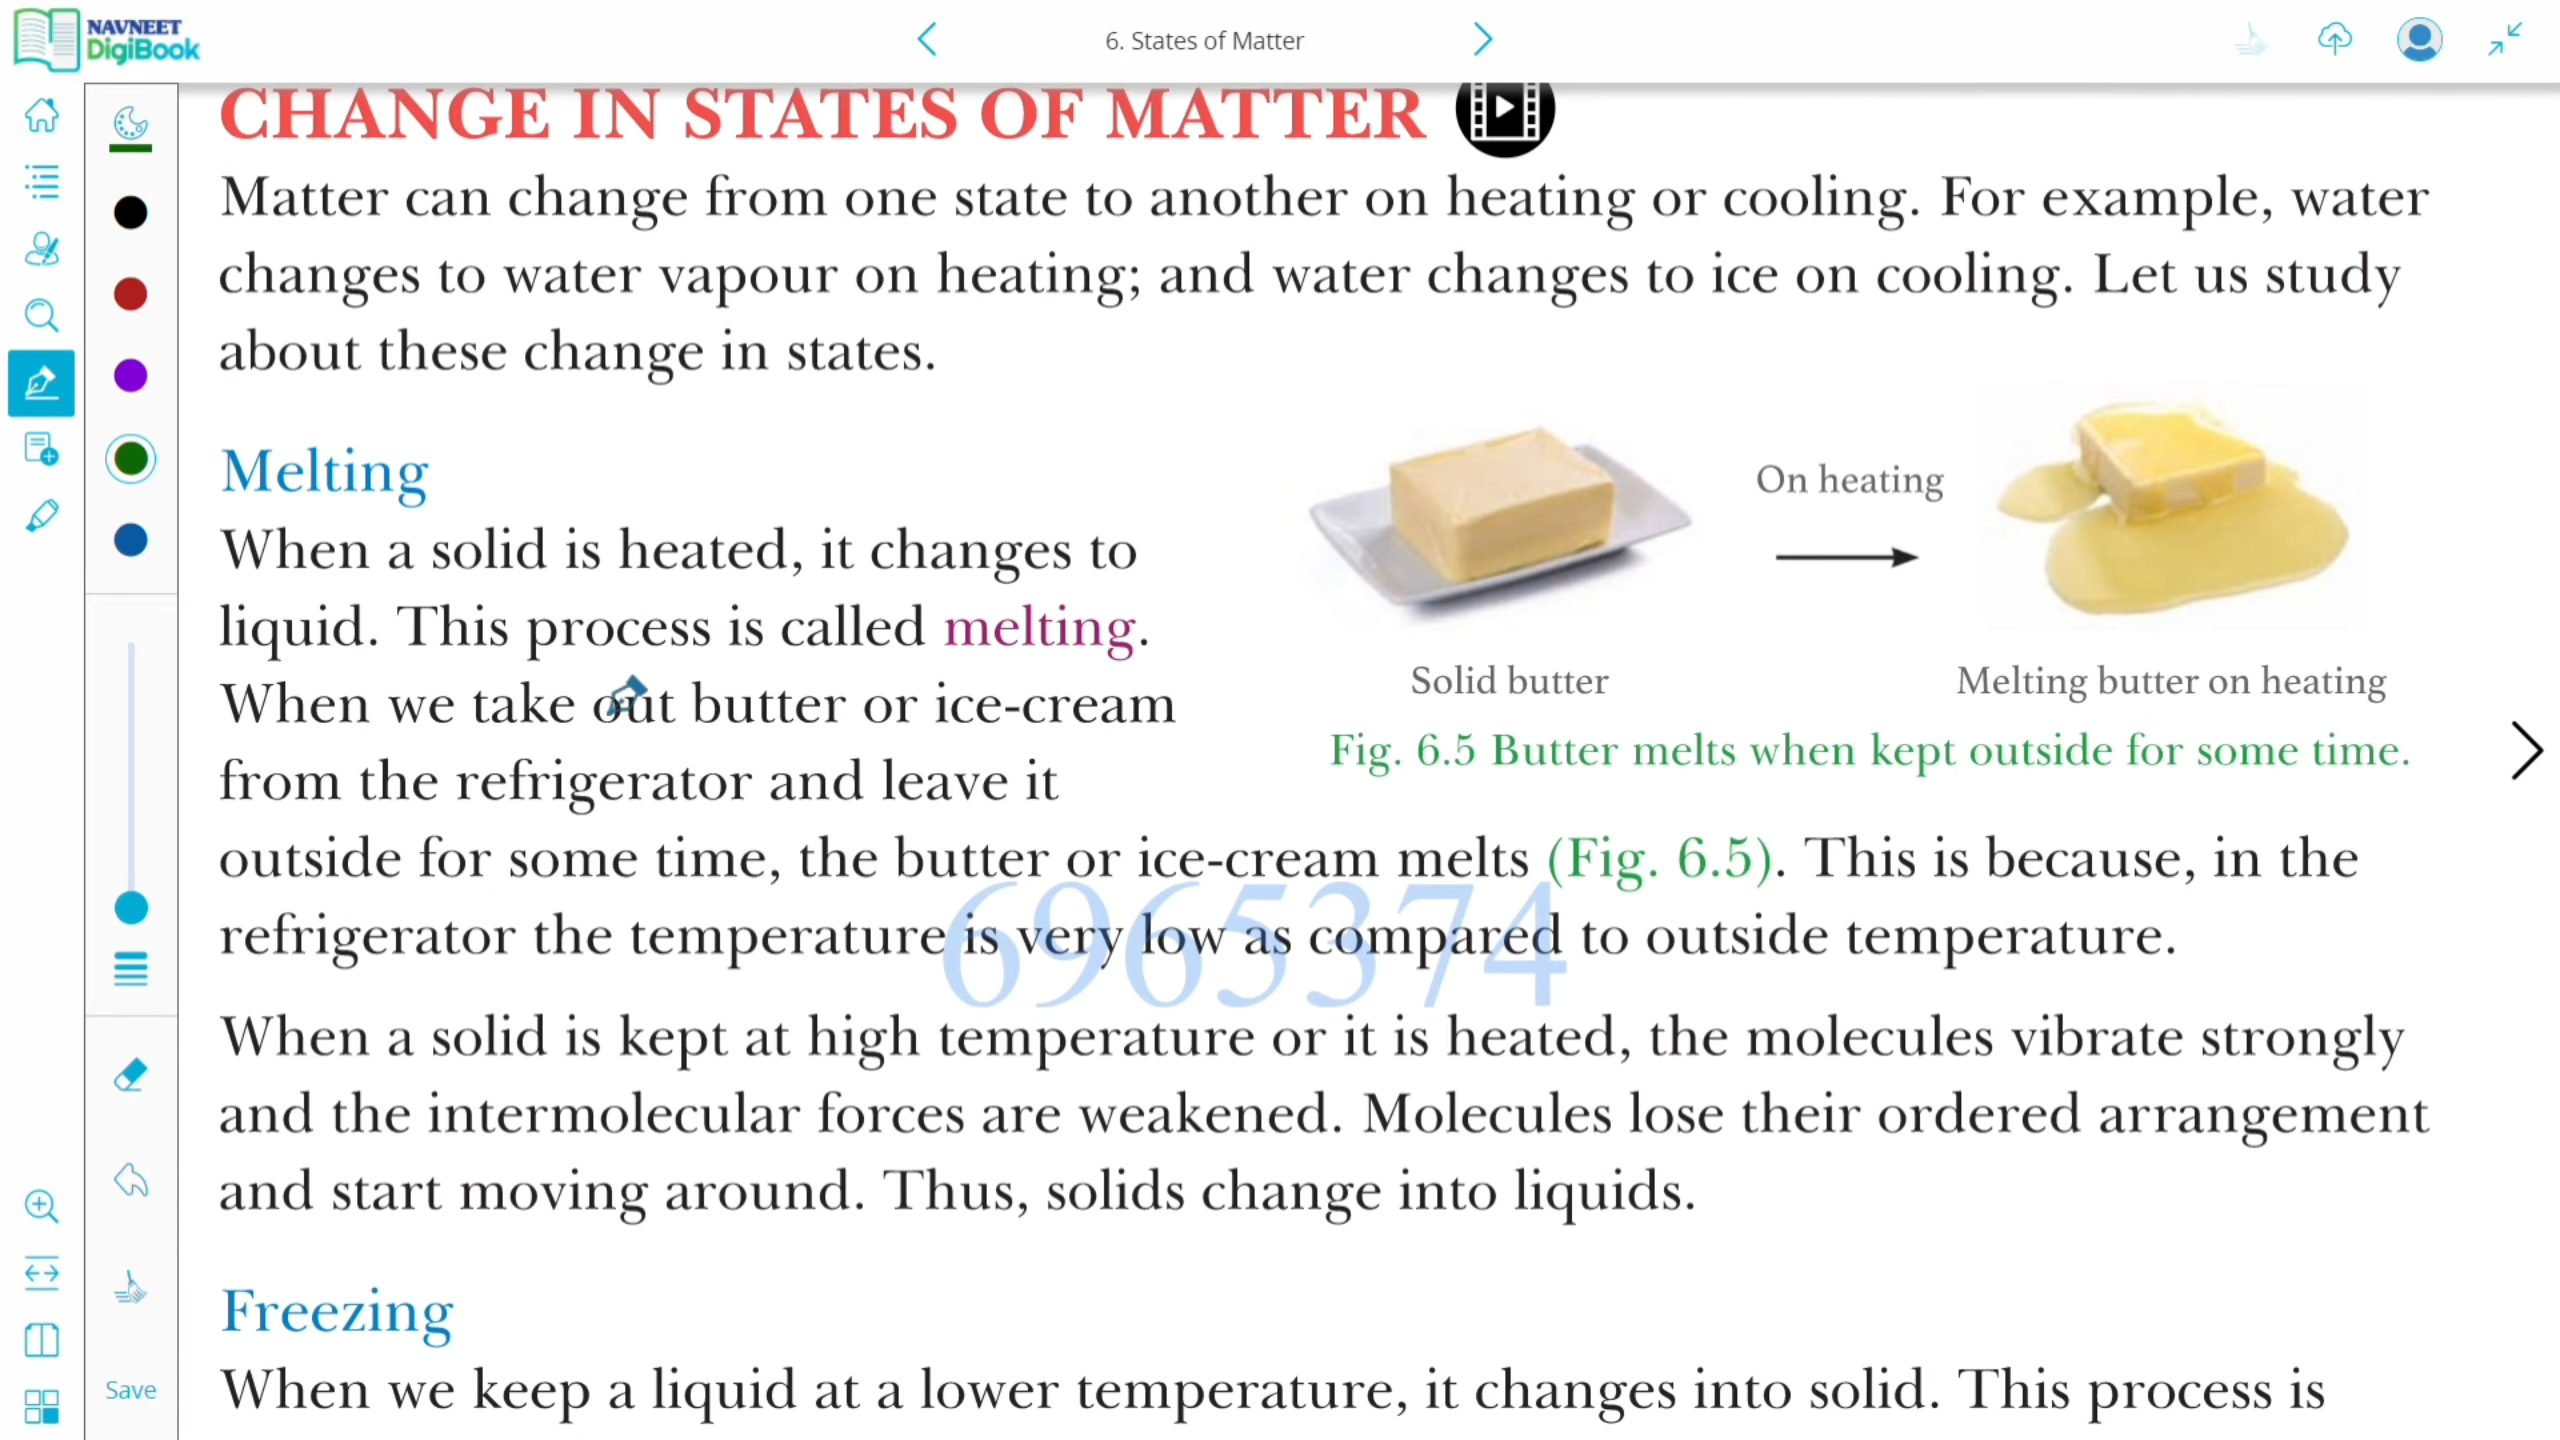 NAVNEET
DigiBook
6. States of Matter
CHANGE IN STATES OF MATTER
Matter can change from one state to another on heating or cooling. For example, water
changes to water vapour on heating; and water changes to ice on cooling. Let us study
about these change in states.
Melting
When a solid is heated, it changes to
liquid. This process is called melting.
When we take out butter or ice-cream
from the refrigerator and leave it
On heating
Solid butter
Melting butter on heating
Fig. 6.5 Butter melts when kept outside for some time.
outside for some time, the butter or ice-cream melts (Fig. 6.5). This is because, in the
refrigerator the temperature is very low as compared to outside temperature.
6965374
When a solid is kept at high temperature or it is heated, the molecules vibrate strongly
and the intermolecular forces are weakened. Molecules lose their ordered arrangement
and start moving around. Thus, solids change into liquids.
Freezing
When we keep a liquid at a lower temperature, it changes into solid. This process is
Save